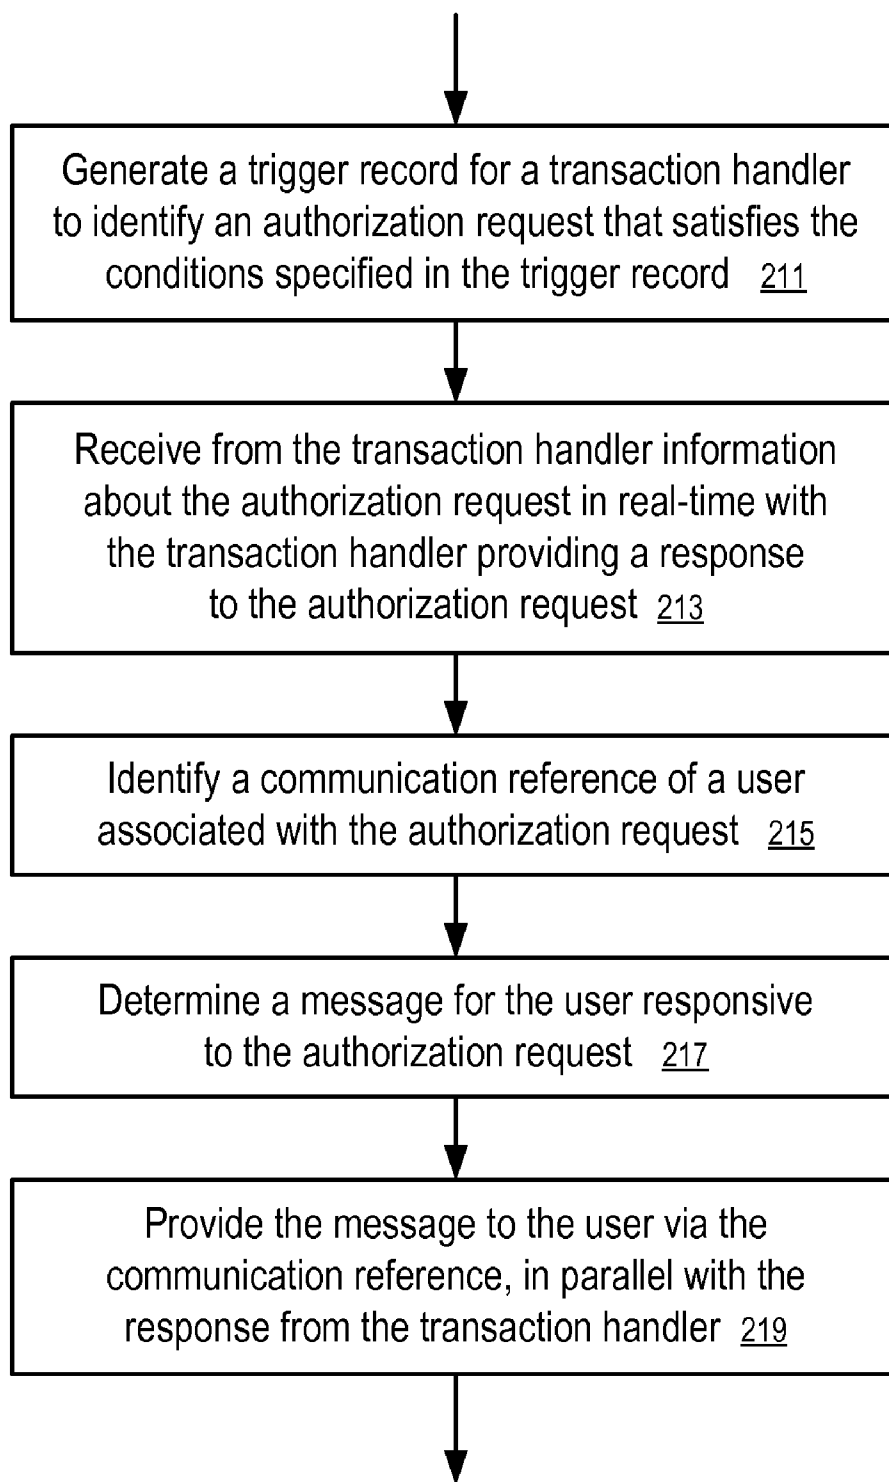 Generate a trigger record for a transaction handler
to identify an authorization request that satisfies the
conditions specified in the trigger record 211
Receive from the transaction handler information
about the authorization request in real-time with
the transaction handler providing a response
to the authorization request 213
Identify a communication reference of a user
associated with the authorization request 215
Determine a message for the user responsive
to the authorization request 217
Provide the message to the user via the
communication reference, in parallel with the
response from the transaction handler 219